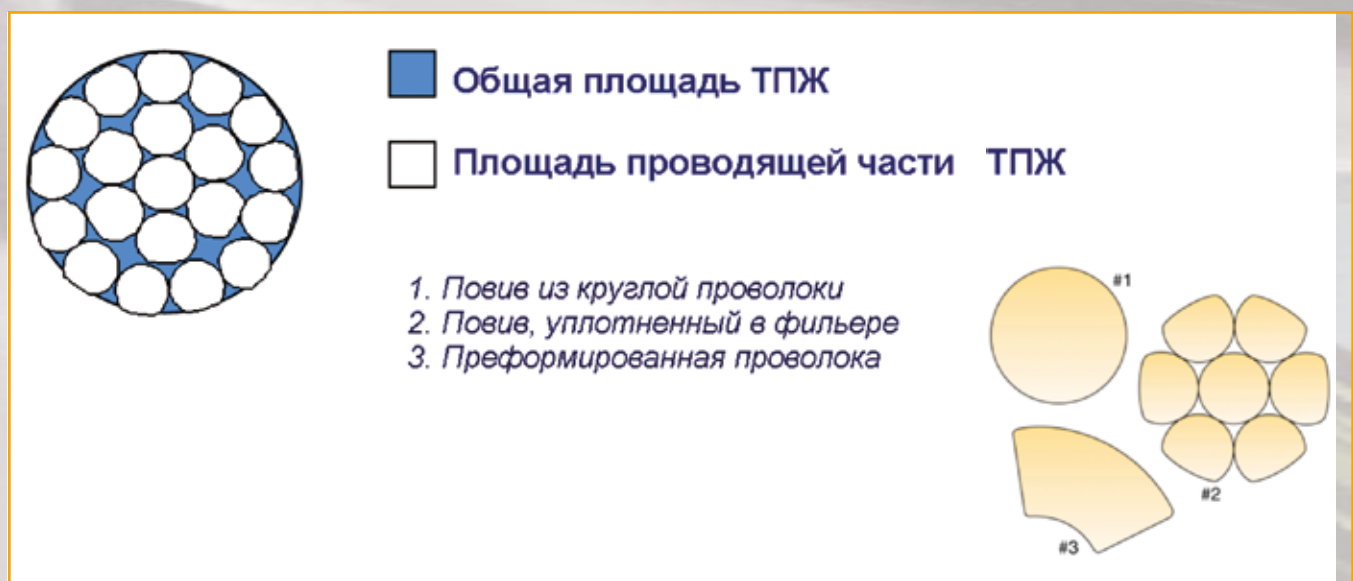 Общая площадь ТПЖ
Площадь проводящей части ТПЖ
1. Повив из круглой проволоки
2. Повив, уплотненный в фильере
3. Преформированная проволока
#1
#2
#3